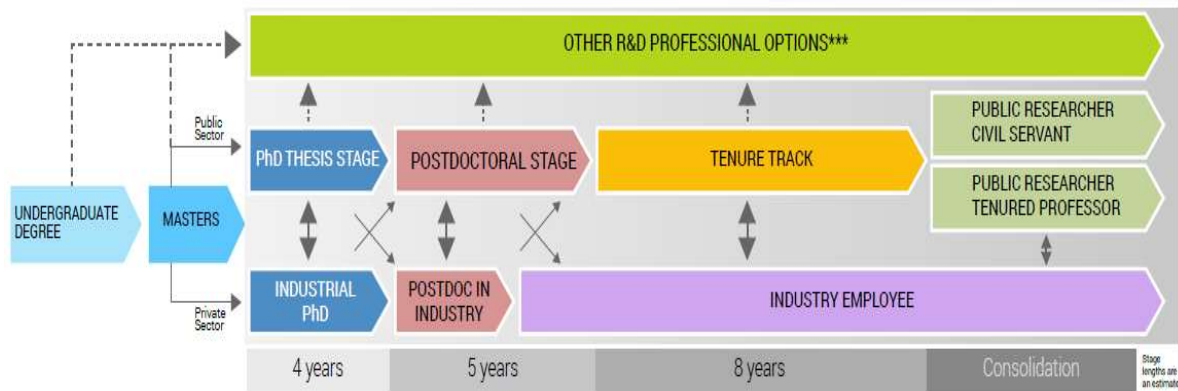 OTHER R&D PROFESSIONAL OPTIONS***
Public
Sector
PhD THESIS STAGE
POSTDOCTORAL STAGE
TENURE TRACK
PUBLIC RESEARCHER
CIVIL SERVANT
UNDERGRADUATE
DEGREE
MASTERS
PUBLIC RESEARCHER
TENURED PROFESSOR
Private
Sector
INDUSTRIAL
PhD
POSTDOC IN
INDUSTRY
INDUSTRY EMPLOYEE
4 years
5 years
8 years
Consolidation
Stage
lengths are
an estimate